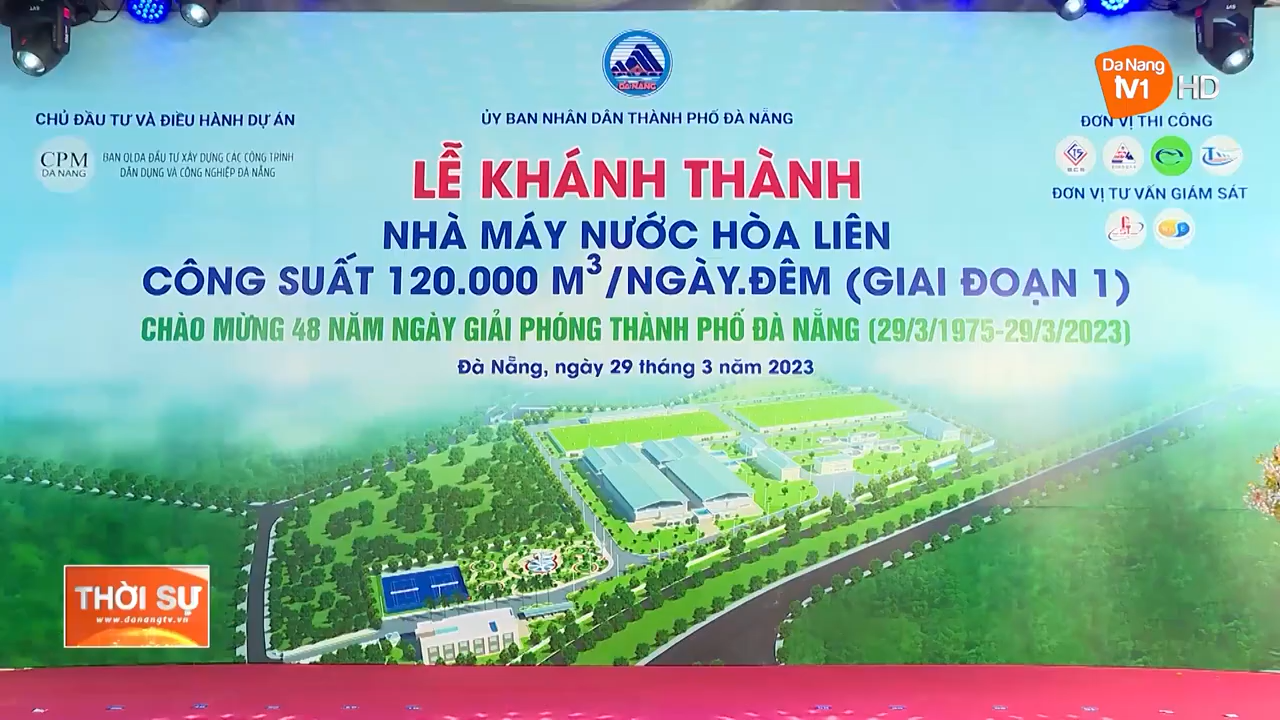 Da Nang
TV1 HD
ĐÀ NẴNG
ỦY BAN NHÂN DÂN THÀNH PHỐ ĐÀ NẴNG
CHỦ ĐẦU TƯ VÀ ĐIỀU HÀNH DỰ ÁN
CPM
DA NANG
BAN QLDA ĐẦU TƯ XÂY DỰNG CÁC CÔNG TRÌNH
DÂN DỤNG VÀ CÔNG NGHIỆP ĐÀ NẴNG
ĐƠN VỊ THI CÔNG
ĐƠN VỊ TƯ VẤN GIÁM SÁT
LỄ KHÁNH THÀNH
NHÀ MÁY NƯỚC HÒA LIÊN
CÔNG SUẤT 120.000 M³/NGÀY.ĐÊM (GIAI ĐOẠN 1)
CHÀO MỪNG 48 NĂM NGÀY GIẢI PHÓNG THÀNH PHỐ ĐÀ NẴNG (29/3/1975-29/3/2023)
Đà Nẵng, ngày 29 tháng 3 năm 2023
THỜI SỰ
www.danangtv.vn